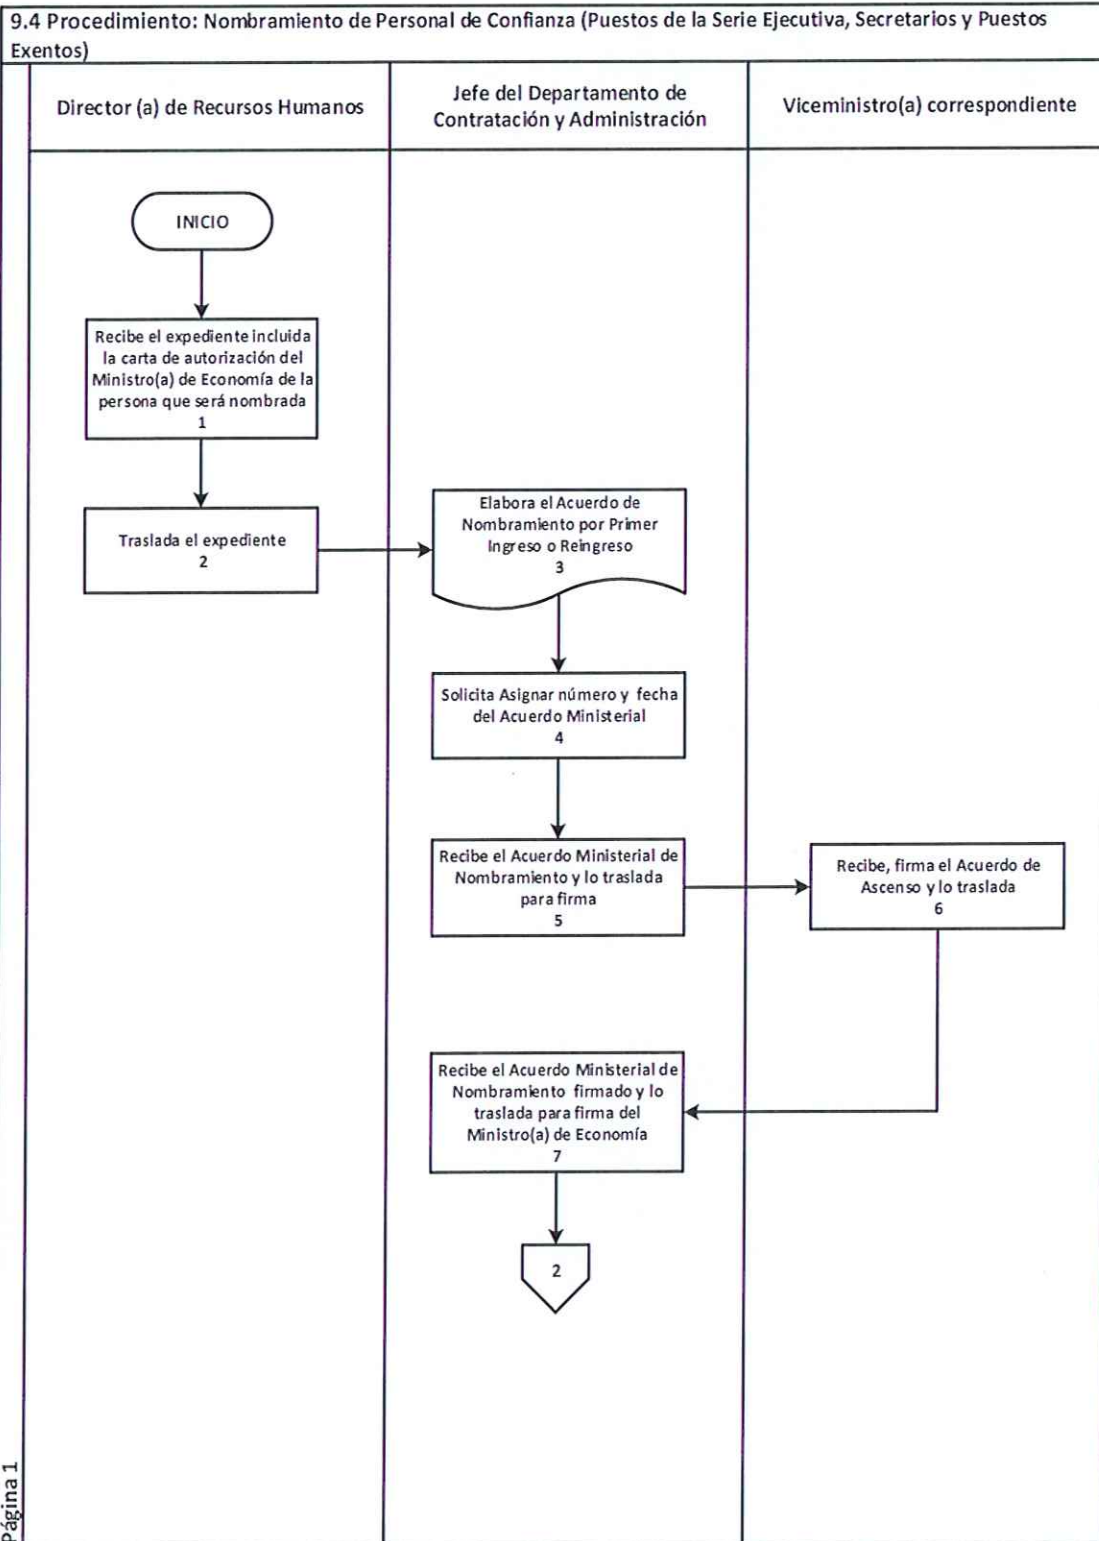 9.4 Procedimiento: Nombramiento de Personal de Confianza (Puestos de la Serie Ejecutiva, Secretarios y Puestos
Exentos)
Director (a) de Recursos Humanos
Jefe del Departamento de
Contratación y Administración
Viceministro(a) correspondiente
INICIO
Recibe el expediente incluida
la carta de autorización del
Ministro(a) de Economía de la
persona que será nombrada
1
Traslada el expediente
2
Elabora el Acuerdo de
Nombramiento por Primer
Ingreso o Reingreso
3
Solicita Asignar número y fecha
del Acuerdo Ministerial
4
Recibe el Acuerdo Ministerial de
Nombramiento y lo traslada
para firma
5
Recibe, firma el Acuerdo de
Ascenso y lo traslada
6
Recibe el Acuerdo Ministerial de
Nombramiento firmado y lo
traslada para firma del
Ministro(a) de Economía
7
2
Página 1